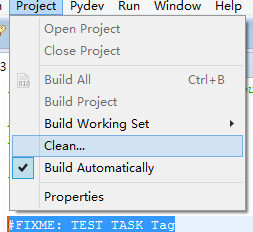 Project Pydev Run Window H
Open Project
Close Project
Build All Ctrl+B
010
Build Project
Build Working Set
Clean...
Build Automatically
Properties
#FIXME: TEST TASK Tag